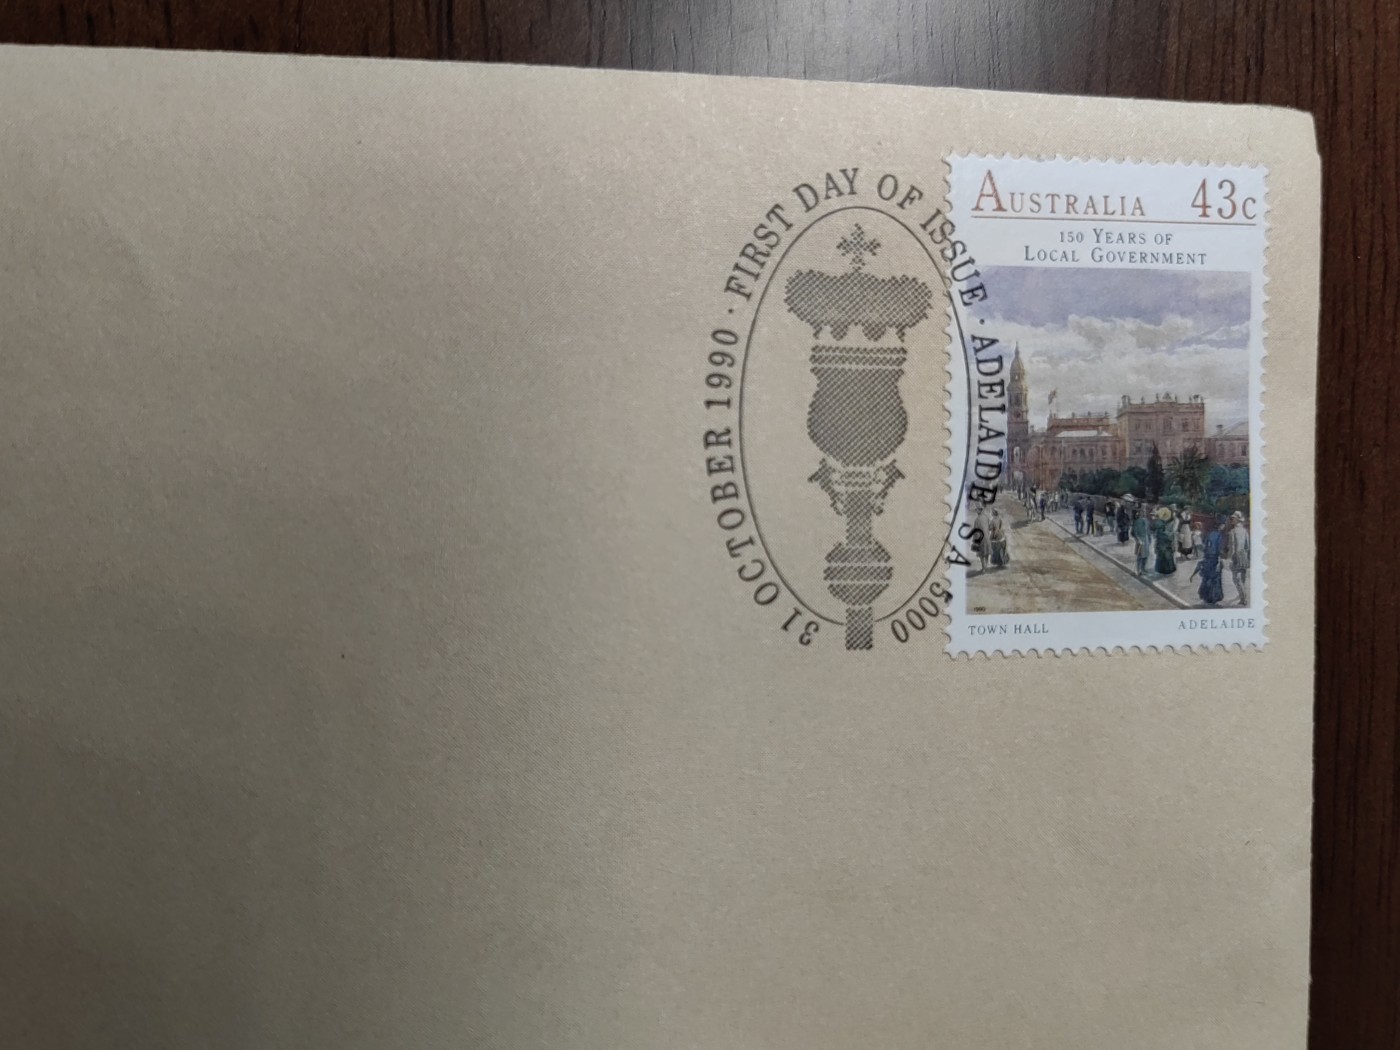 31 OCTOBER 1990 · FIRST DAY OF ISSUE · ADELAIDE SA 5000
AUSTRALIA 43c
150 YEARS OF
LOCAL GOVERNMENT
TOWN HALL ADELAIDE